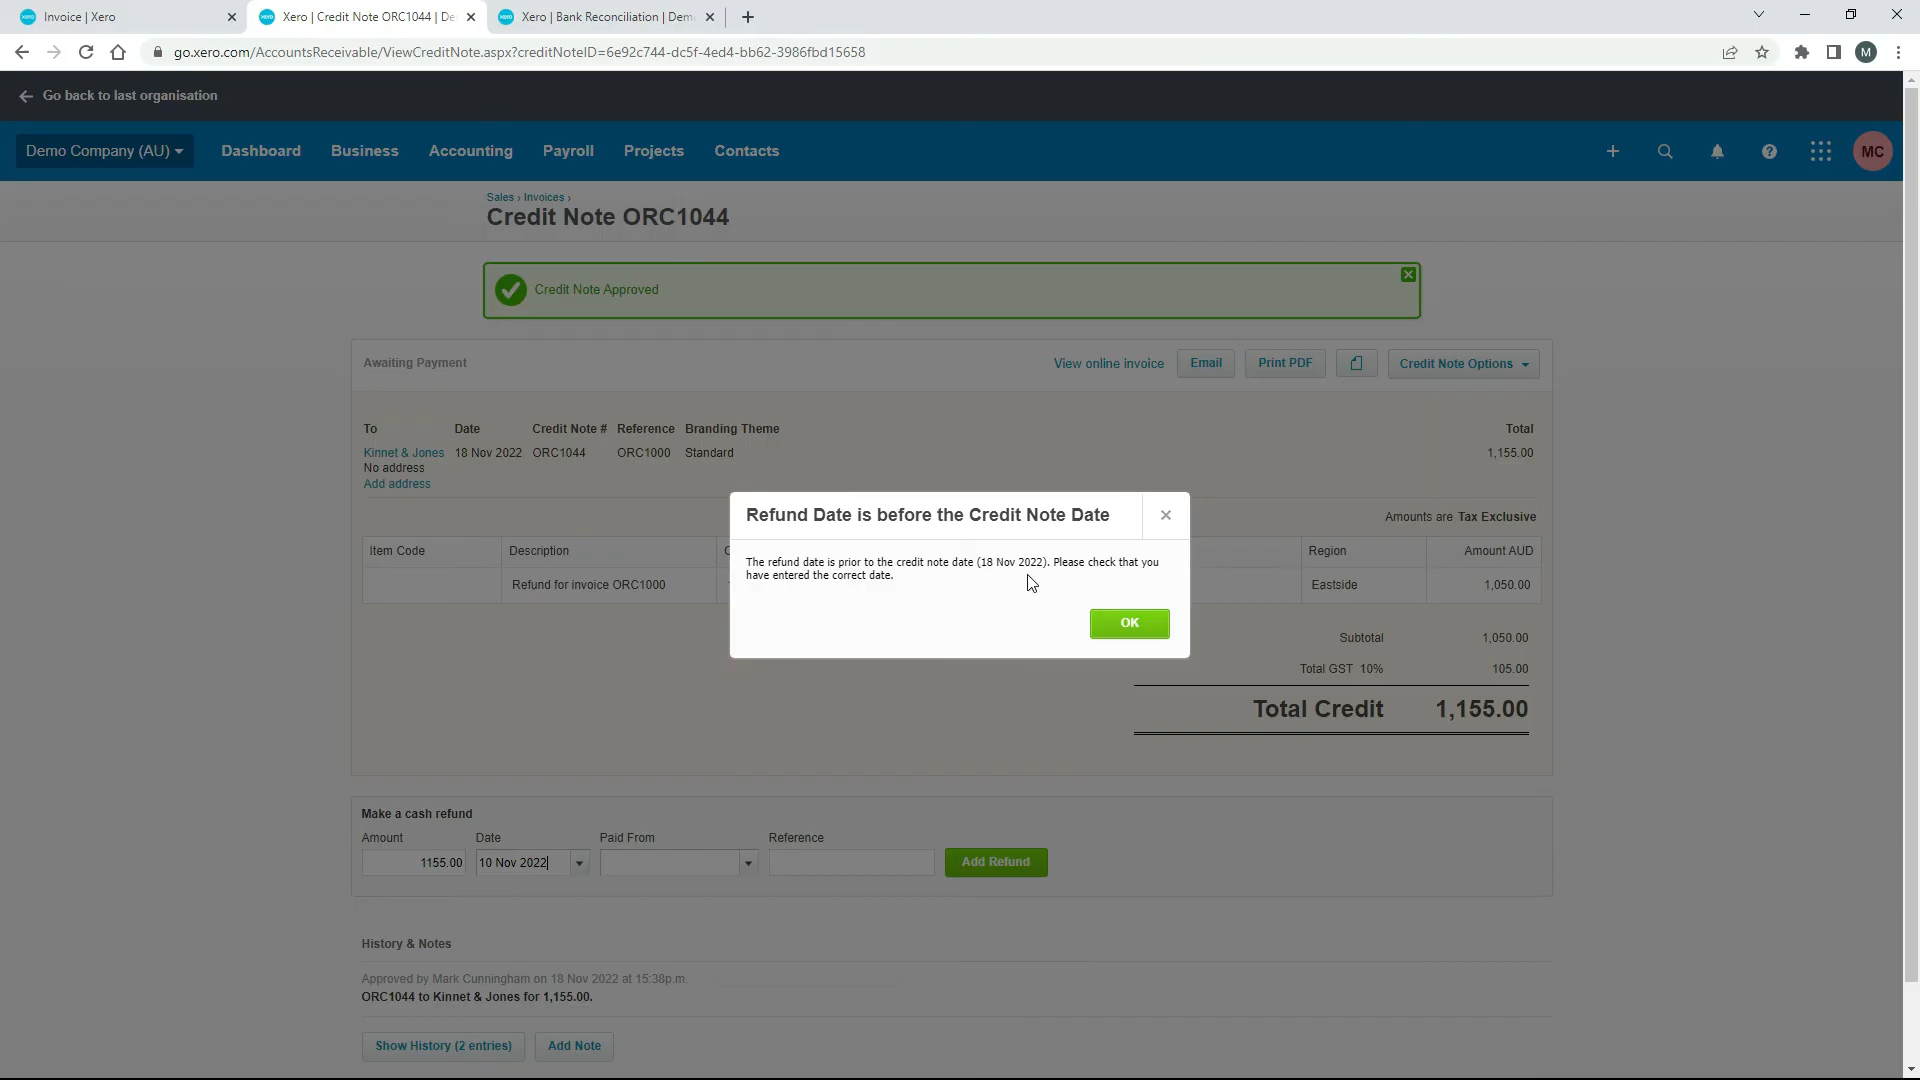 Invoice | Xero
Xero | Credit Note ORC1044 | De
Xero | Bank Reconciliation | Dem
go.xero.com/AccountsReceivable/ViewCreditNote.aspx?creditNoteID=6e92c744-dc5f-4ed4-bb62-3986fbd15658
M
Go back to last organisation
Demo Company (AU)
Dashboard
Business
Accounting
Payroll
Projects
Contacts
MC
Sales › Invoices ›
Credit Note ORC1044
Credit Note Approved
Awaiting Payment
View online invoice
Email
Print PDF
Credit Note Options
To Date Credit Note # Reference Branding Theme Total
Kinnet & Jones 18 Nov 2022 ORC1044 ORC1000 Standard 1,155.00
No address
Add address
Refund Date is before the Credit Note Date
The refund date is prior to the credit note date (18 Nov 2022). Please check that you
have entered the correct date.
OK
Amounts are Tax Exclusive
Item Code Description Region Amount AUD
Refund for invoice ORC1000 Eastside 1,050.00
Subtotal 1,050.00
Total GST 10% 105.00
Total Credit 1,155.00
Make a cash refund
Amount Date Paid From Reference
1155.00 10 Nov 2022 Add Refund
History & Notes
Approved by Mark Cunningham on 18 Nov 2022 at 15:38p.m.
ORC1044 to Kinnet & Jones for 1,155.00.
Show History (2 entries)
Add Note